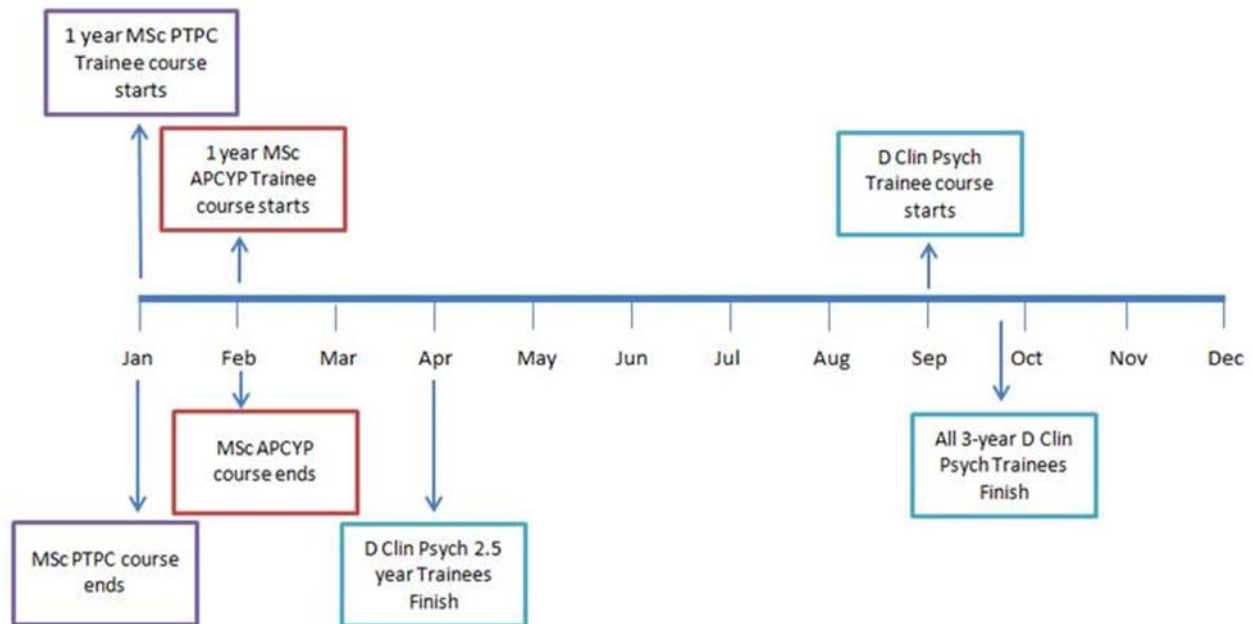 1 year MSc PTPC
Trainee course
starts
1 year MSc
APCYP Trainee
course starts
D Clin Psych
Trainee course
starts
Jan Feb Mar Apr May Jun Jul Aug Sep Oct Nov Dec
MSc APCYP
course ends
All 3-year D Clin
Psych Trainees
Finish
MSc PTPC course
ends
D Clin Psych 2.5
year Trainees
Finish